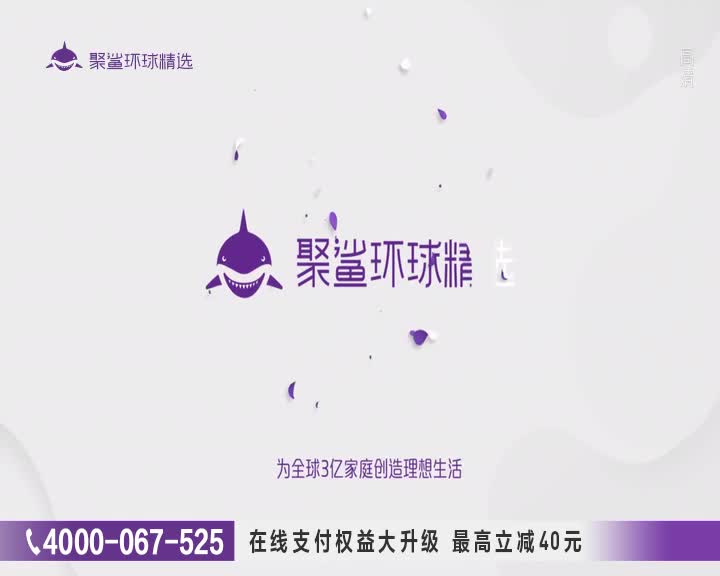 聚鲨环球精选
高清
聚鲨环球精选
为全球3亿家庭创造理想生活
4000-067-525
在线支付权益大升级 最高立减40元